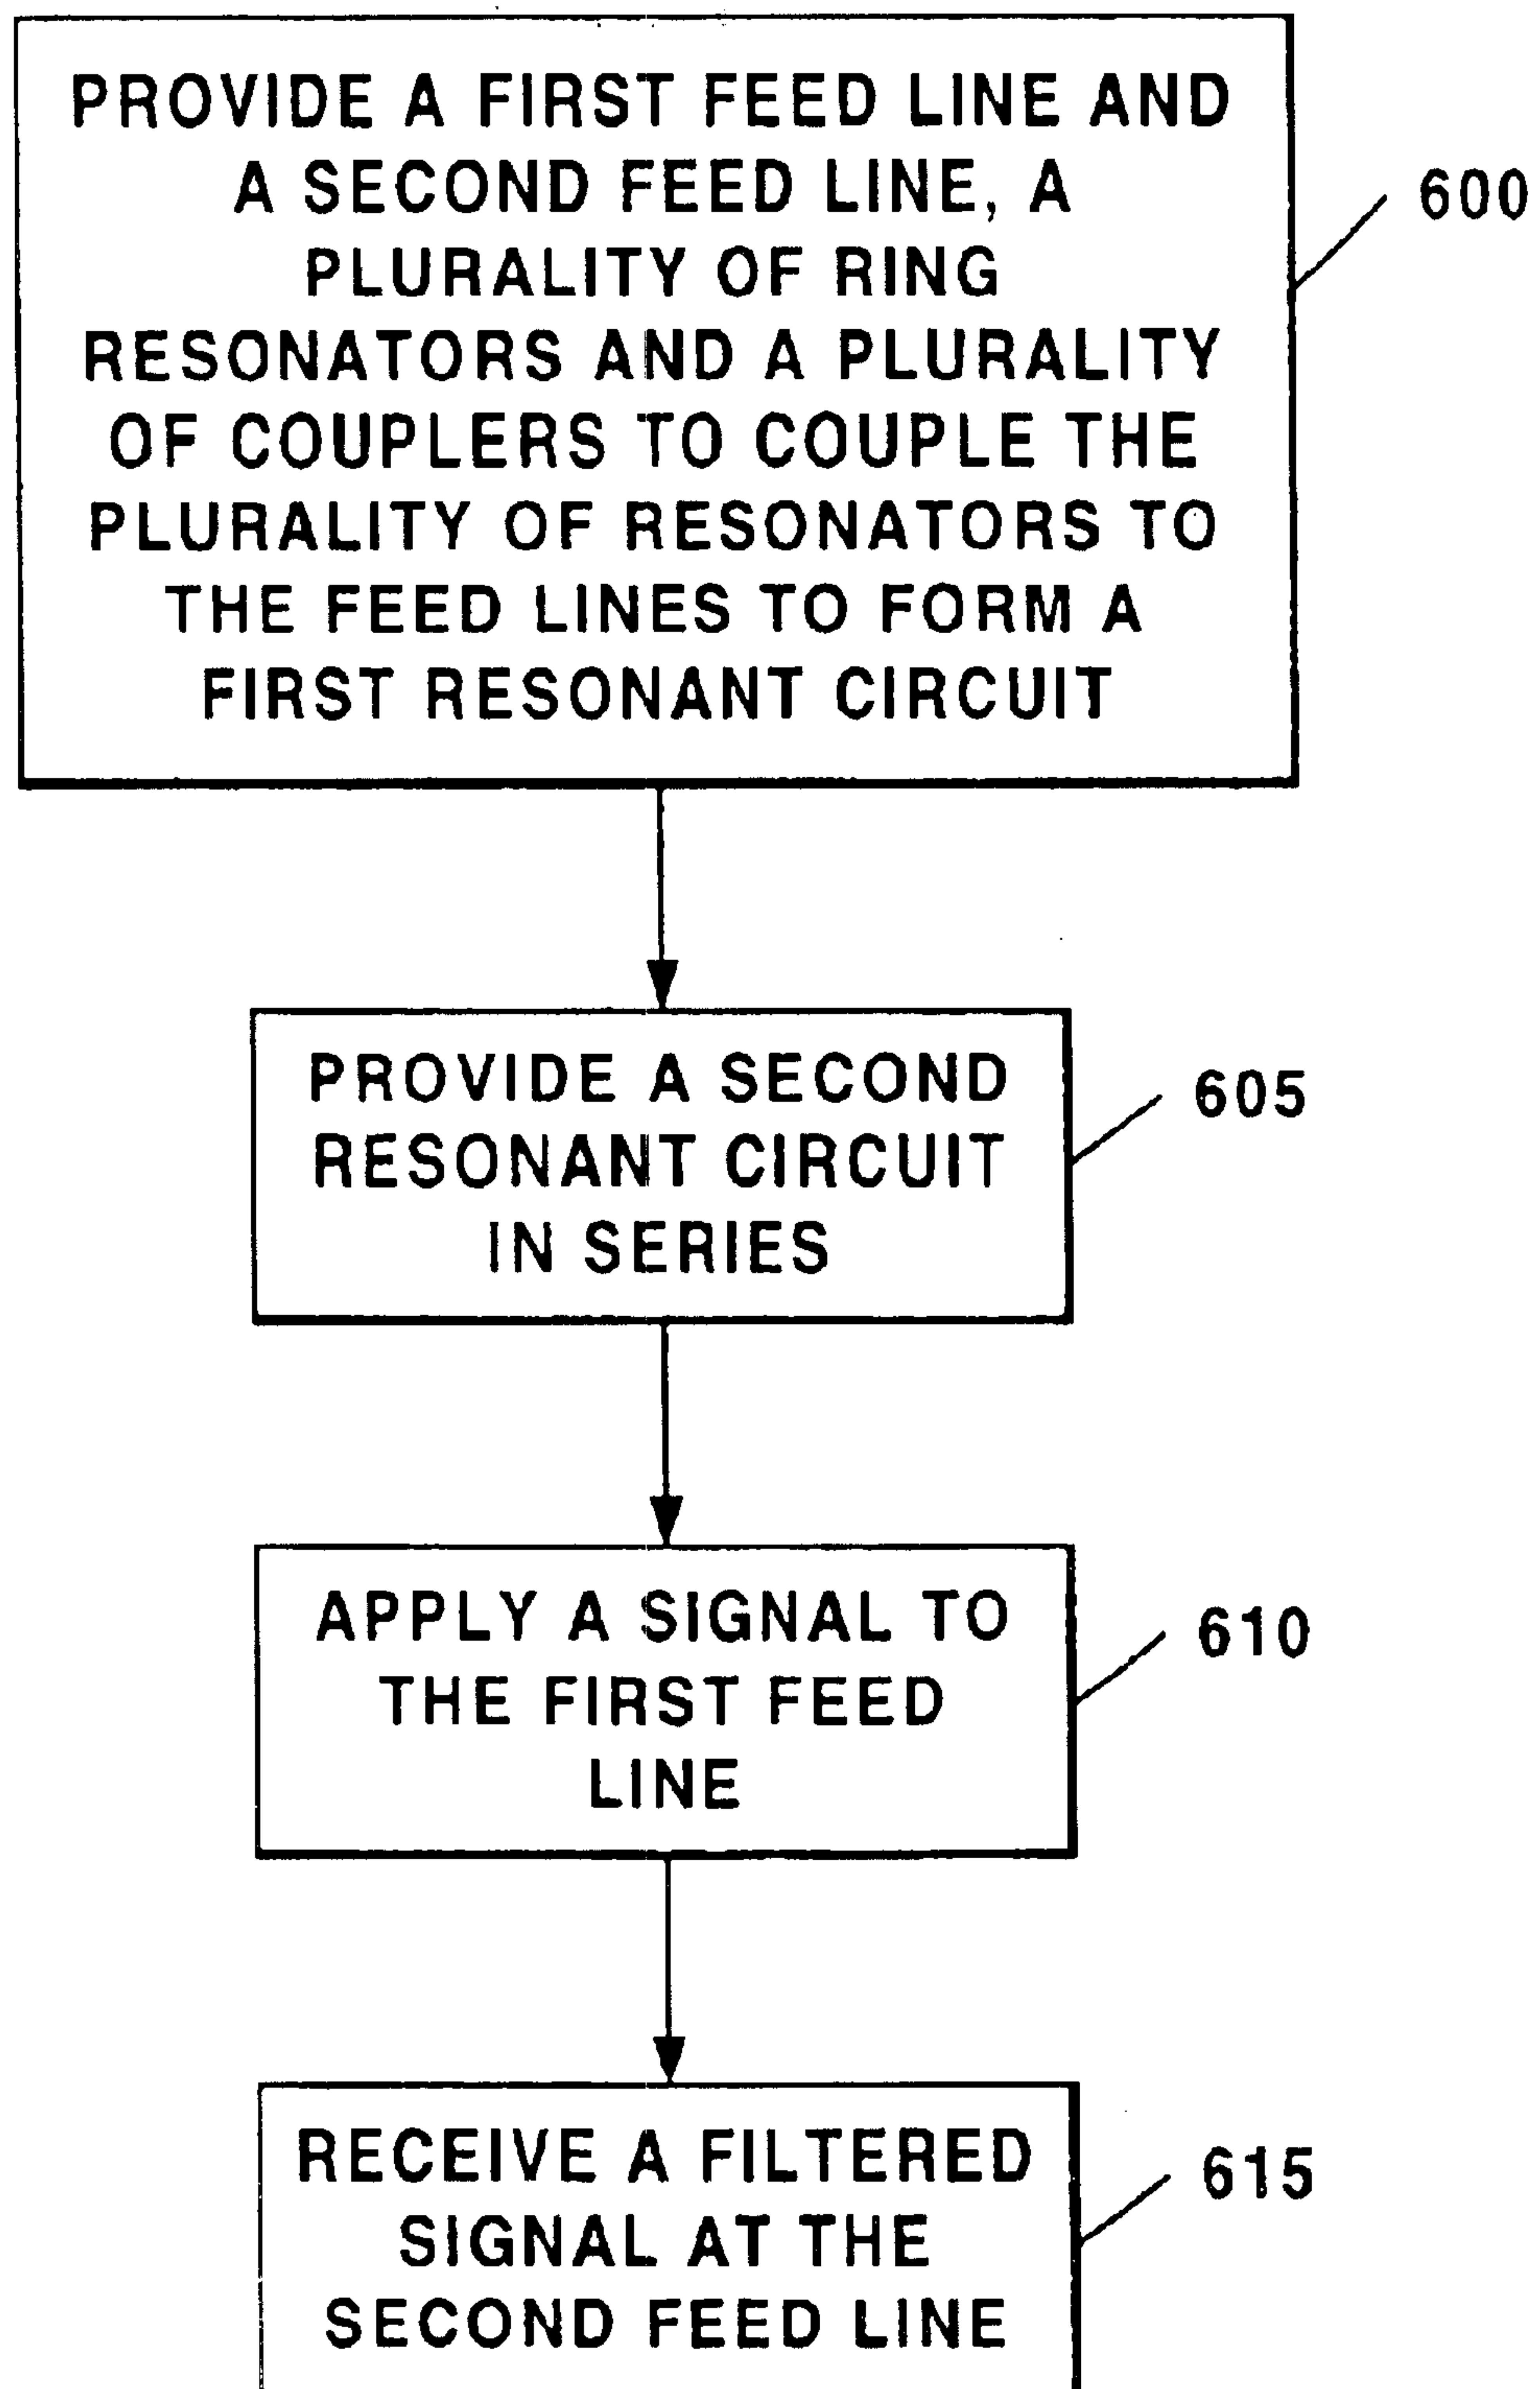 PROVIDE A FIRST FEED LINE AND
A SECOND FEED LINE, A
PLURALITY OF RING
RESONATORS AND A PLURALITY
OF COUPLERS TO COUPLE THE
PLURALITY OF RESONATORS TO
THE FEED LINES TO FORM A
FIRST RESONANT CIRCUIT
600
PROVIDE A SECOND
RESONANT CIRCUIT
IN SERIES
605
APPLY A SIGNAL TO
THE FIRST FEED
LINE
610
RECEIVE A FILTERED
SIGNAL AT THE
SECOND FEED LINE
615